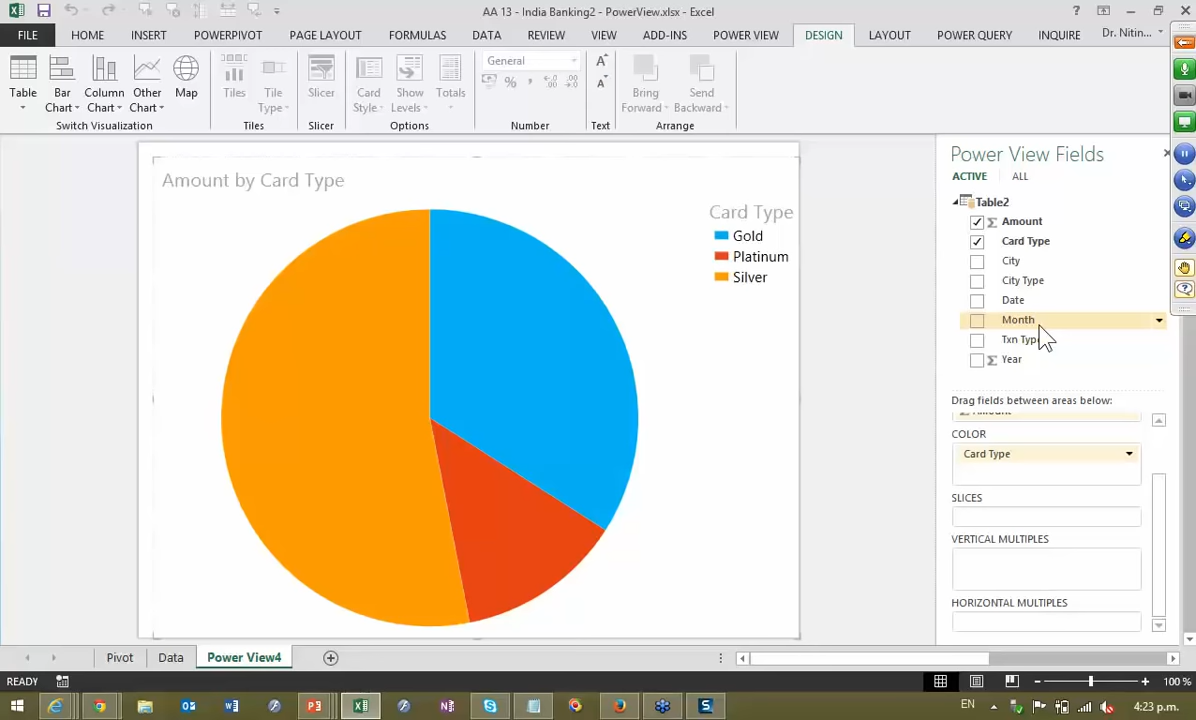 AA 13 - India Banking2 - PowerView.xlsx - Excel
FILE HOME INSERT POWERPIVOT PAGE LAYOUT FORMULAS DATA REVIEW VIEW ADD-INS POWER VIEW DESIGN LAYOUT POWER QUERY INQUIRE Dr. Nitin...
General
Table Bar Chart Column Chart Other Chart Map Tiles Tile Type Slicer Card Style Show Levels Totals Bring Forward Send Backward
Switch Visualization Tiles Slicer Options Number Text Arrange
Amount by Card Type
Card Type
Gold
Platinum
Silver
Power View Fields
ACTIVE ALL
Table2
Amount
Card Type
City
City Type
Date
Month
Txn Type
Year
Drag fields between areas below:
Amount
COLOR
Card Type
SLICES
VERTICAL MULTIPLES
HORIZONTAL MULTIPLES
Pivot Data Power View4
READY 100 %
EN 4:23 p.m.